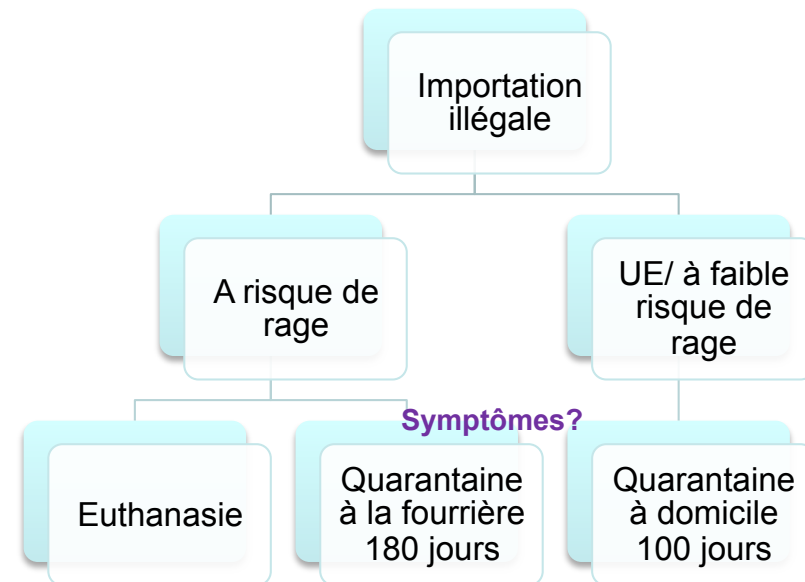 Importation
illégale
A risque de
rage
UE/ à faible
risque de
rage
Symptômes?
Euthanasie
Quarantaine
à la fourrière
180 jours
Quarantaine
à domicile
100 jours